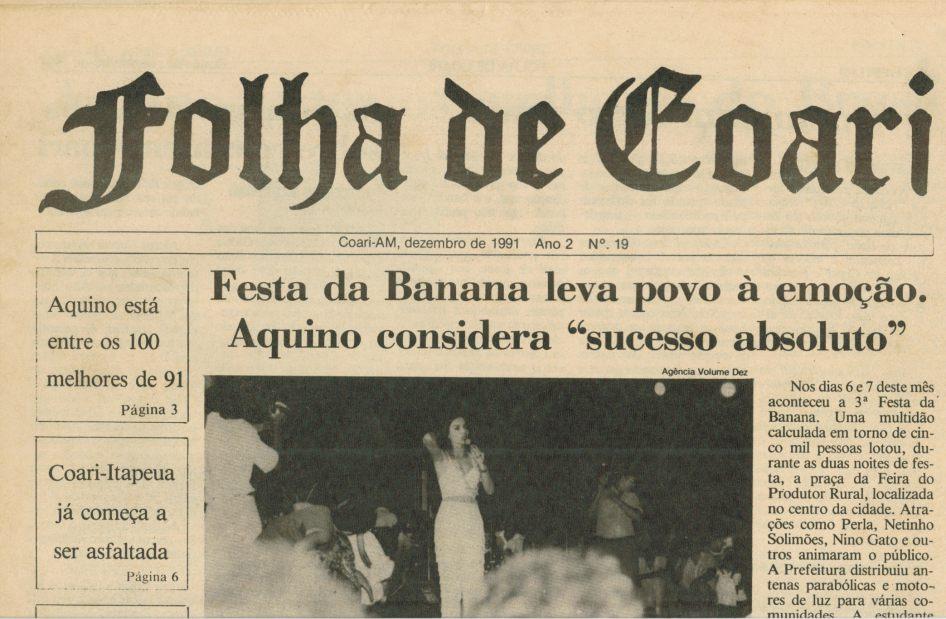 Folha de Coari
Coari-AM, dezembro de 1991 Ano 2 Nº. 19
Aquino está
entre os 100
melhores de 91
Página 3
Coari-Itapeua
já começa a
ser asfaltada
Página 6
Festa da Banana leva povo à emoção.
Aquino considera “sucesso absoluto”
Agência Volume Dez
Nos dias 6 e 7 deste mês
aconteceu a 3ª Festa da
Banana. Uma multidão
calculada em torno de cin-
co mil pessoas lotou, du-
rante as duas noites de fes-
ta, a praça da Feira do
Produtor Rural, localizada
no centro da cidade. Atra-
ções como Perla, Netinho
Solimões, Nino Gato e ou-
tros animaram o público.
A Prefeitura distribuiu an-
tenas parabólicas e moto-
res de luz para várias co-
munidades. A estudante